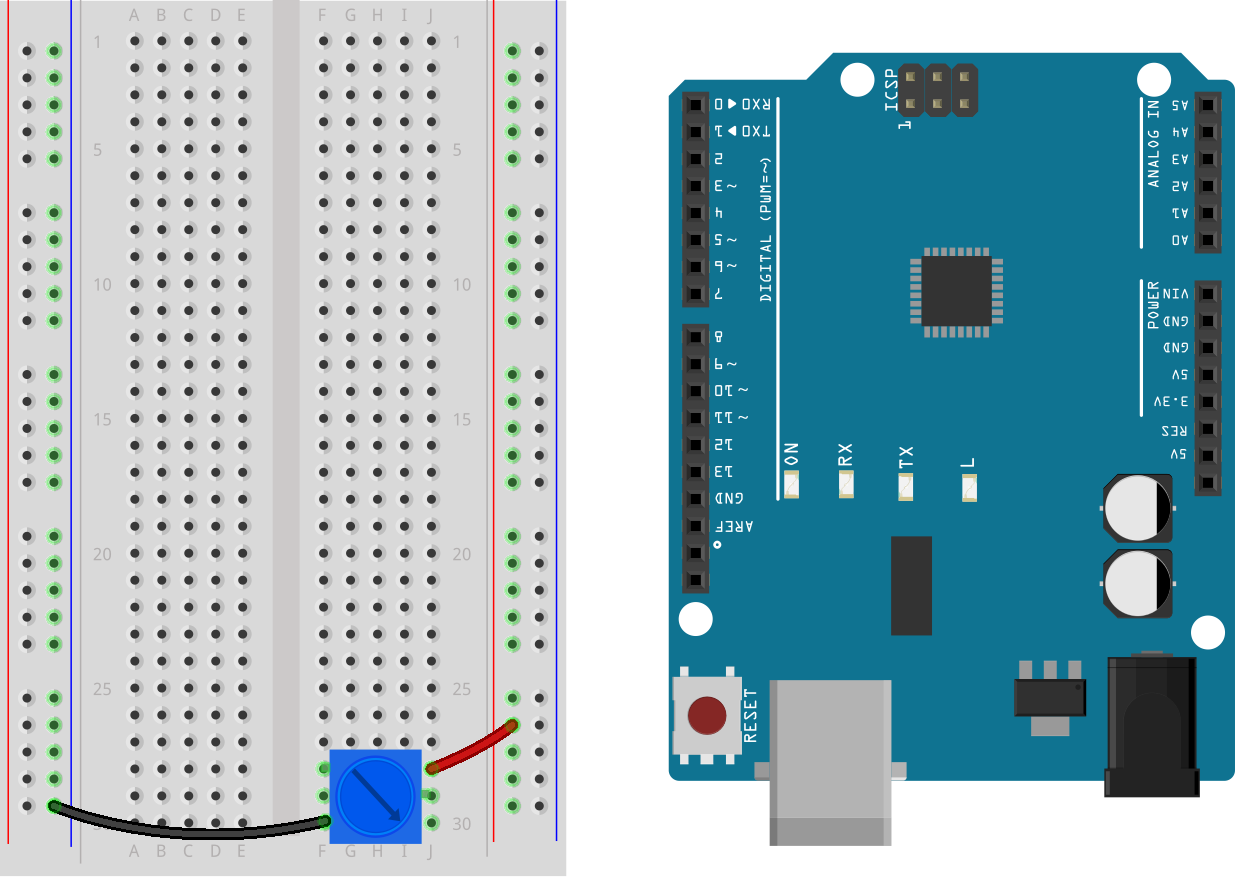 A B C D E F G H I J
1 1
5 5
10 10
15 15
20 20
25 25
30
A B C D E F G H I J
ICSP
1
0 ▶ RXD
1 ◀ TXD
2
3 ~
4
5 ~
6 ~
7
8
9 ~
10 ~
11 ~
12
13
GND
AREF
DIGITAL (PWM=~)
ANALOG IN
A5
A4
A3
A2
A1
A0
POWER
VIN
GND
GND
5V
3.3V
RES
5V
ON
RX
TX
L
RESET